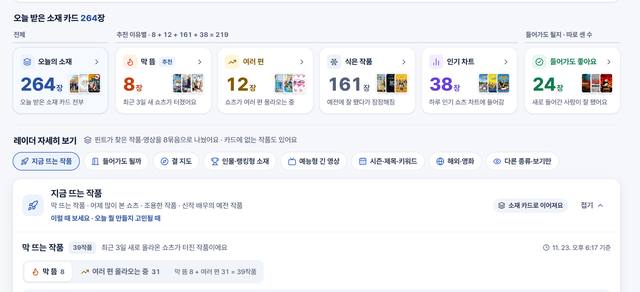 오늘 받은 소재 카드 264장
전체
추천 이유별 · 8 + 12 + 161 + 38 = 219
들어가도 될지 · 따로 센 수
오늘의 소재
264장
오늘 받은 소재 카드 전부
막 뜸 추천
8장
최근 3일 새 쇼츠가 터졌어요
여러 편
12장
쇼츠가 여러 편 올라오는 중
식은 작품
161장
예전에 잘 됐다가 잠잠해짐
인기 차트
38장
하루 인기 쇼츠 차트에 들어감
들어가도 좋아요
24장
새로 들어간 사람이 잘 됐어요
레이더 자세히 보기
핀트가 찾은 작품·영상을 8묶음으로 나눴어요 · 카드에 없는 작품도 있어요
지금 뜨는 작품
들어가도 될까
결 지도
인물·랭킹형 소재
예능형 긴 영상
시즌·제목·키워드
해외·영화
다른 종류·보기만
지금 뜨는 작품
막 뜨는 작품 · 어제 많이 본 쇼츠 · 조용한 작품 · 신작 배우의 예전 작품
이럴 때 보세요 · 오늘 뭘 만들지 고민될 때
소재 카드로 이어져요
접기
막 뜨는 작품 39작품 최근 3일 새로 올라온 쇼츠가 터진 작품이에요
11. 23. 오후 6:17 기준
막 뜸 8
여러 편 올라오는 중 31
막 뜸 8 + 여러 편 31 = 39작품